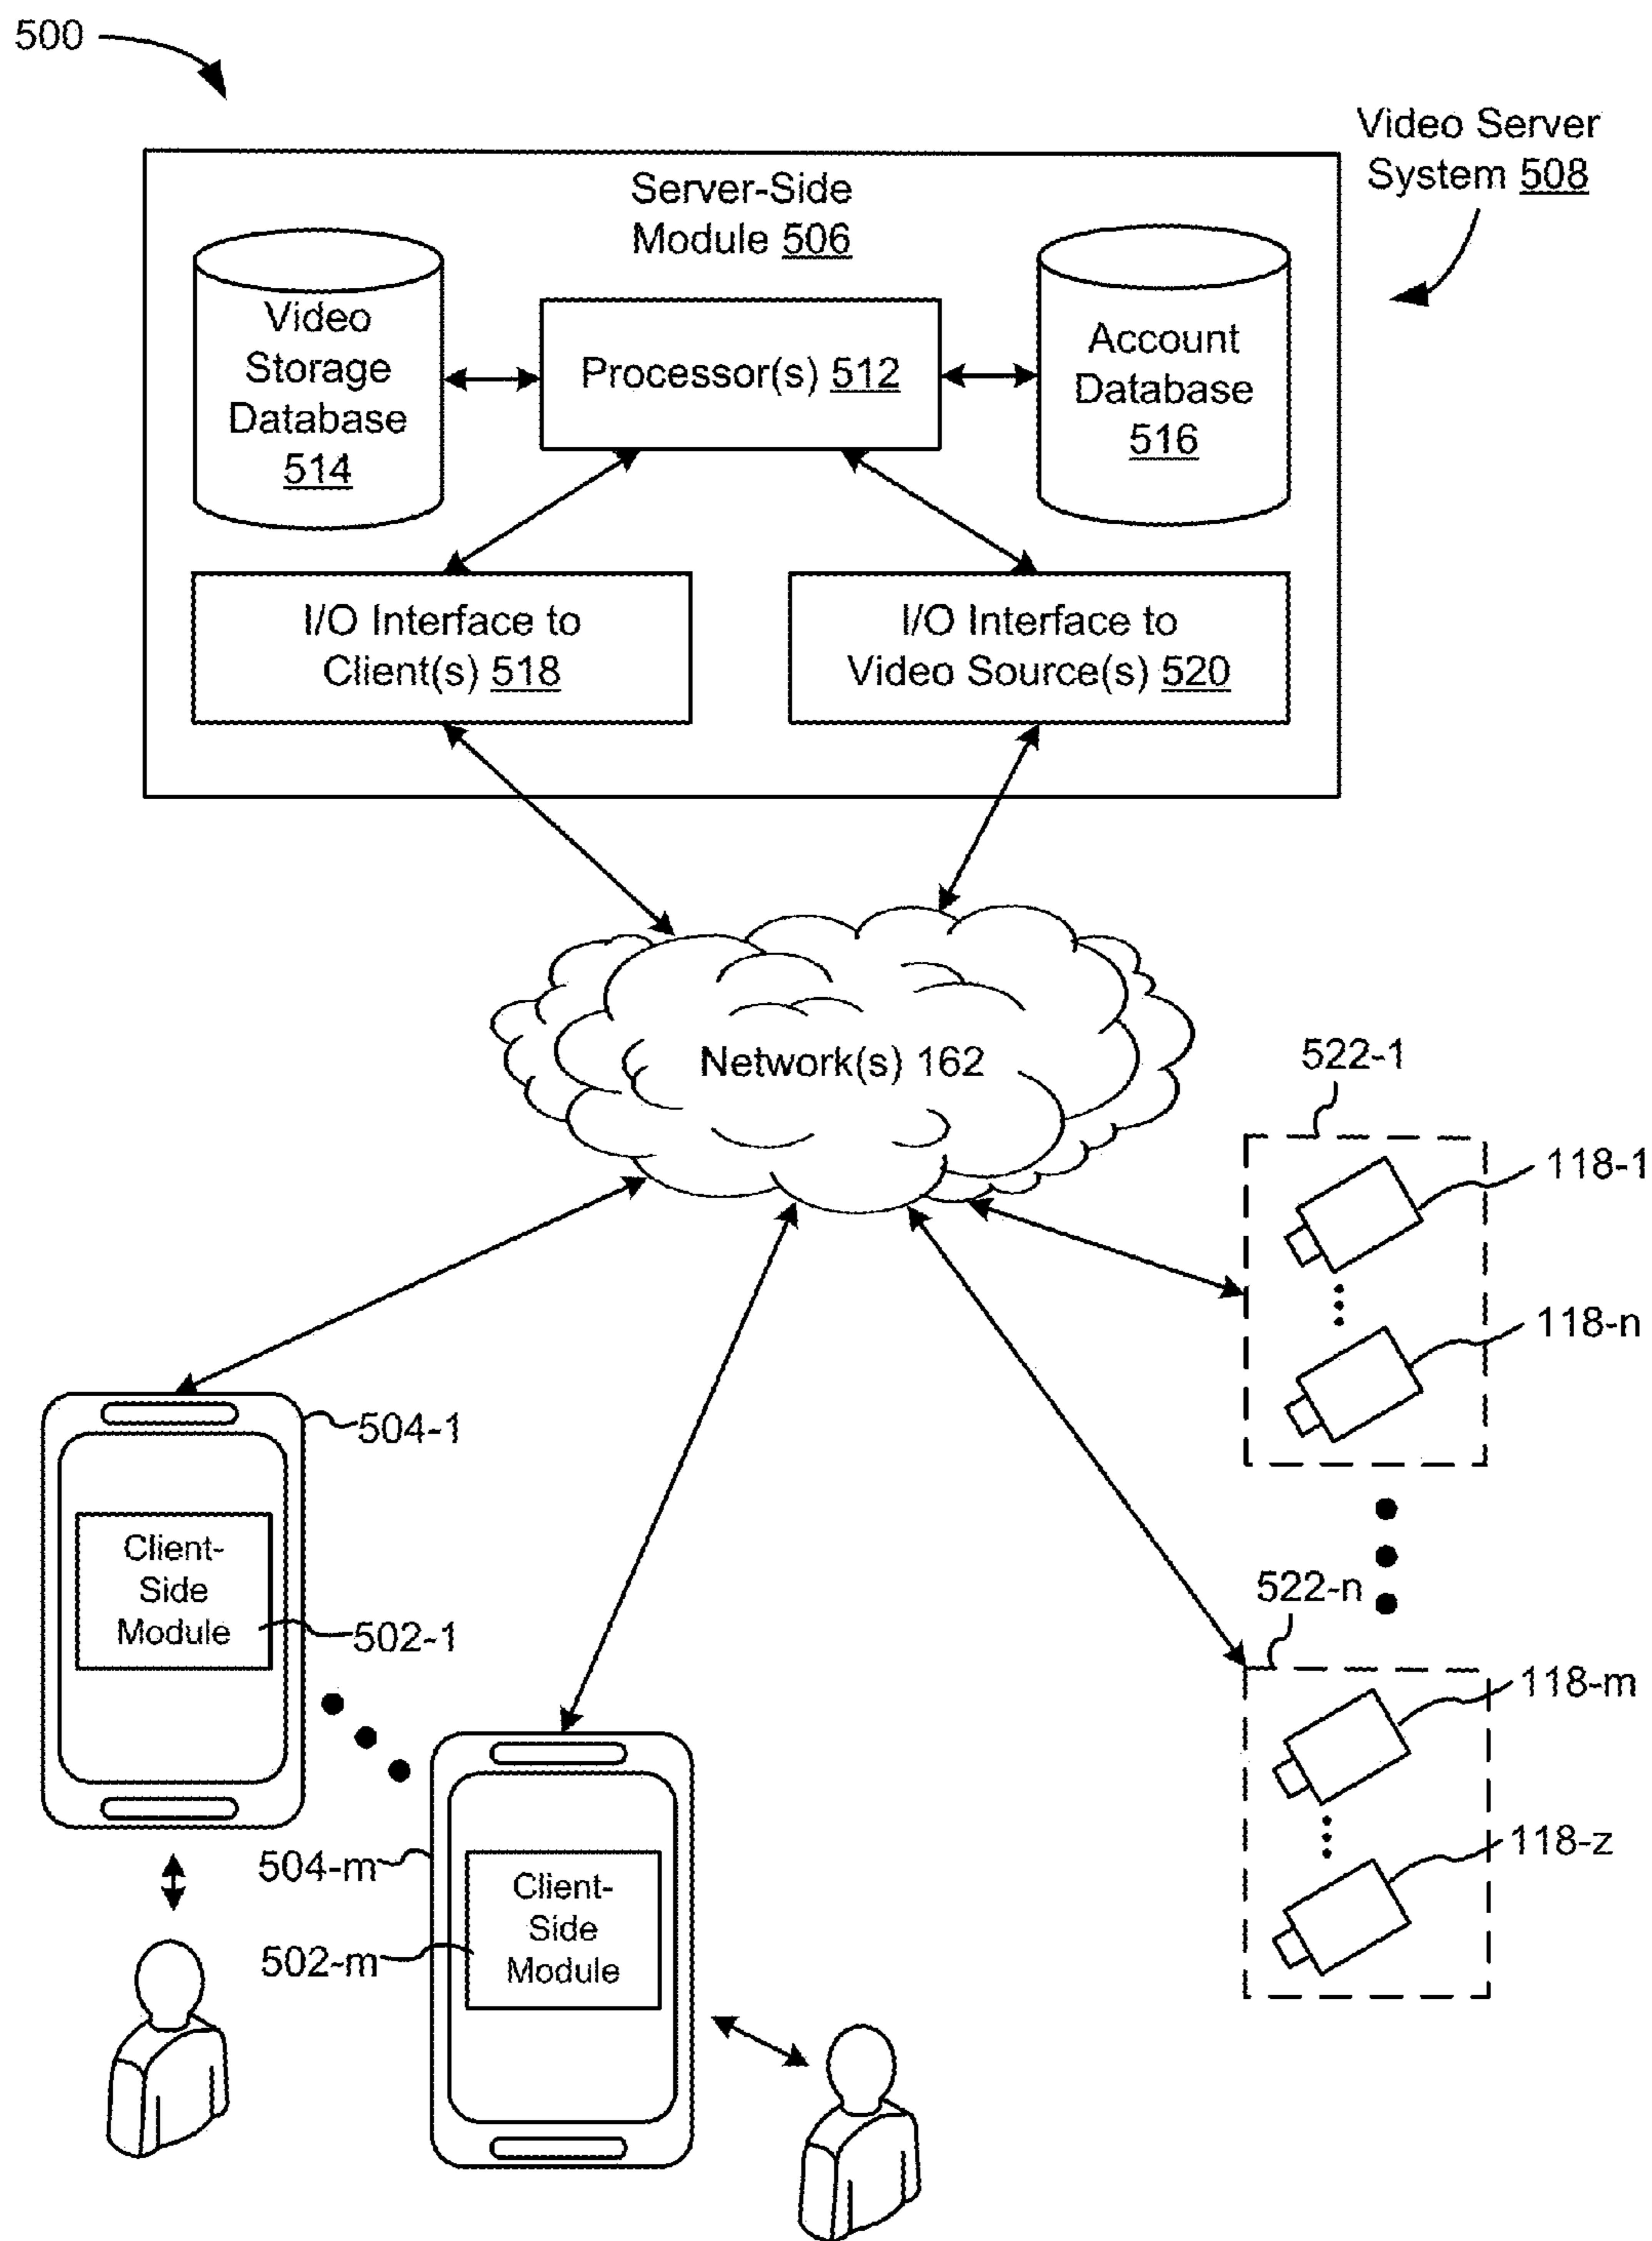 500
Video Server
System 508
Server-Side
Module 506
Video
Storage
Database
514
Processor(s) 512
Account
Database
516
I/O Interface to
Client(s) 518
I/O Interface to
Video Source(s) 520
Network(s) 162
522-1
118-1
118-n
504-1
Client-
Side
Module
502-1
522-n
118-m
118-z
504-m
Client-
Side
Module
502-m